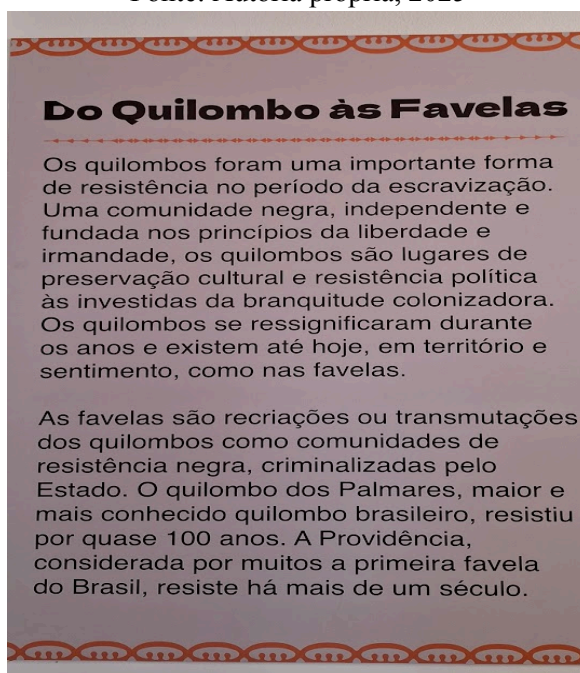 Fonte: Autoria própria, 2023
Do Quilombo às Favelas
Os quilombos foram uma importante forma
de resistência no período da escravização.
Uma comunidade negra, independente e
fundada nos princípios da liberdade e
irmandade, os quilombos são lugares de
preservação cultural e resistência política
às investidas da branquitude colonizadora.
Os quilombos se ressignificaram durante
os anos e existem até hoje, em território e
sentimento, como nas favelas.
As favelas são recriações ou transmutações
dos quilombos como comunidades de
resistência negra, criminalizadas pelo
Estado. O quilombo dos Palmares, maior e
mais conhecido quilombo brasileiro, resistiu
por quase 100 anos. A Providência,
considerada por muitos a primeira favela
do Brasil, resiste há mais de um século.